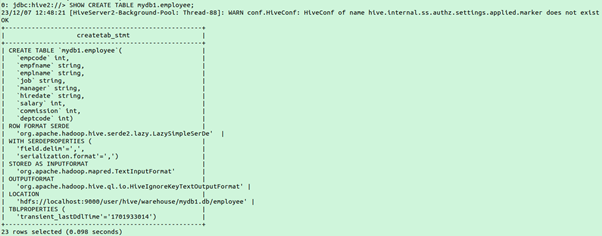 0: jdbc:hive2://> SHOW CREATE TABLE mydb1.employee;
23/12/07 12:48:21 [HiveServer2-Background-Pool: Thread-88]: WARN conf.HiveConf: HiveConf of name hive.internal.ss.authz.settings.applied.marker does not exist
OK
+----------------------------------------------------+
|                   createtab_stmt                   |
+----------------------------------------------------+
| CREATE TABLE `mydb1.employee`(                     |
|   `empcode` int,                                   |
|   `empfname` string,                               |
|   `emplname` string,                               |
|   `job` string,                                    |
|   `manager` string,                                |
|   `hiredate` string,                               |
|   `salary` int,                                    |
|   `commission` int,                                |
|   `deptcode` int)                                  |
| ROW FORMAT SERDE                                   |
|   'org.apache.hadoop.hive.serde2.lazy.LazySimpleSerDe'  |
| WITH SERDEPROPERTIES (                             |
|   'field.delim'=',',                               |
|   'serialization.format'=',')                      |
| STORED AS INPUTFORMAT                              |
|   'org.apache.hadoop.mapred.TextInputFormat'       |
| OUTPUTFORMAT                                       |
|   'org.apache.hadoop.hive.ql.io.HiveIgnoreKeyTextOutputFormat' |
| LOCATION                                           |
|   'hdfs://localhost:9000/user/hive/warehouse/mydb1.db/employee' |
| TBLPROPERTIES (                                    |
|   'transient_lastDdlTime'='1701933014')            |
+----------------------------------------------------+
23 rows selected (0.098 seconds)